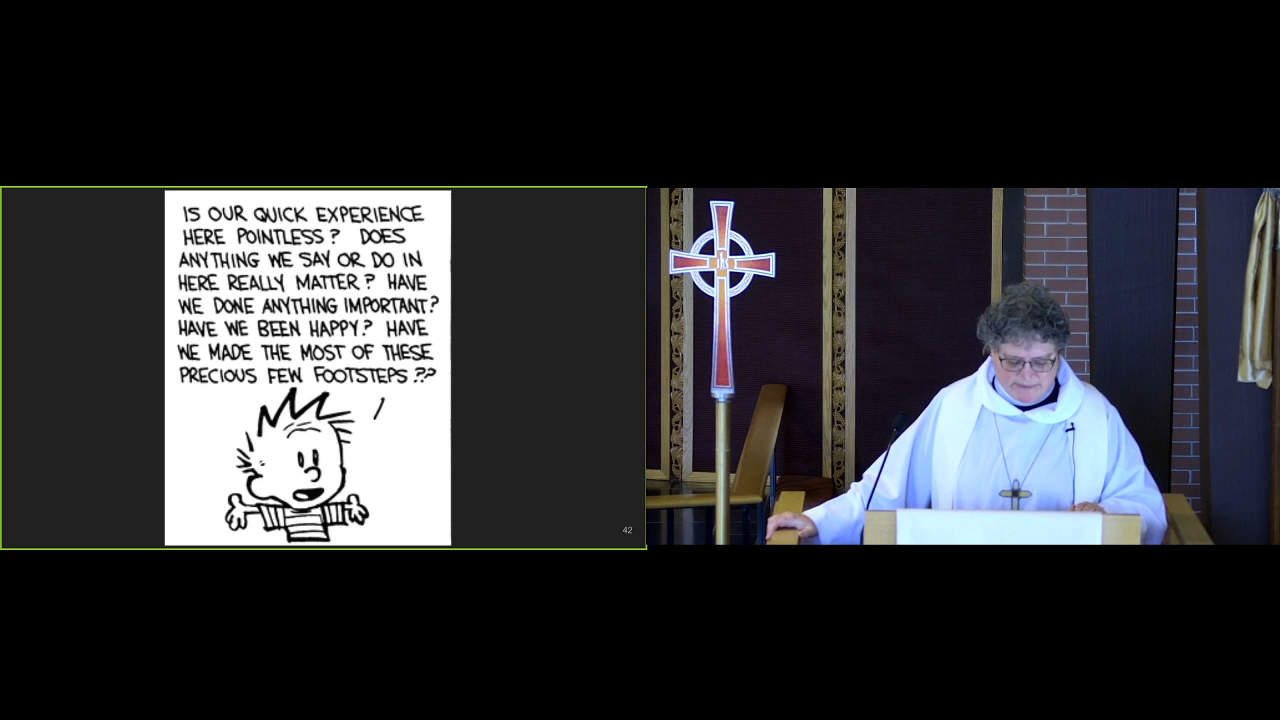 IS OUR QUICK EXPERIENCE
HERE POINTLESS? DOES
ANYTHING WE SAY OR DO IN
HERE REALLY MATTER? HAVE
WE DONE ANYTHING IMPORTANT?
HAVE WE BEEN HAPPY? HAVE
WE MADE THE MOST OF THESE
PRECIOUS FEW FOOTSTEPS??
42
IHS